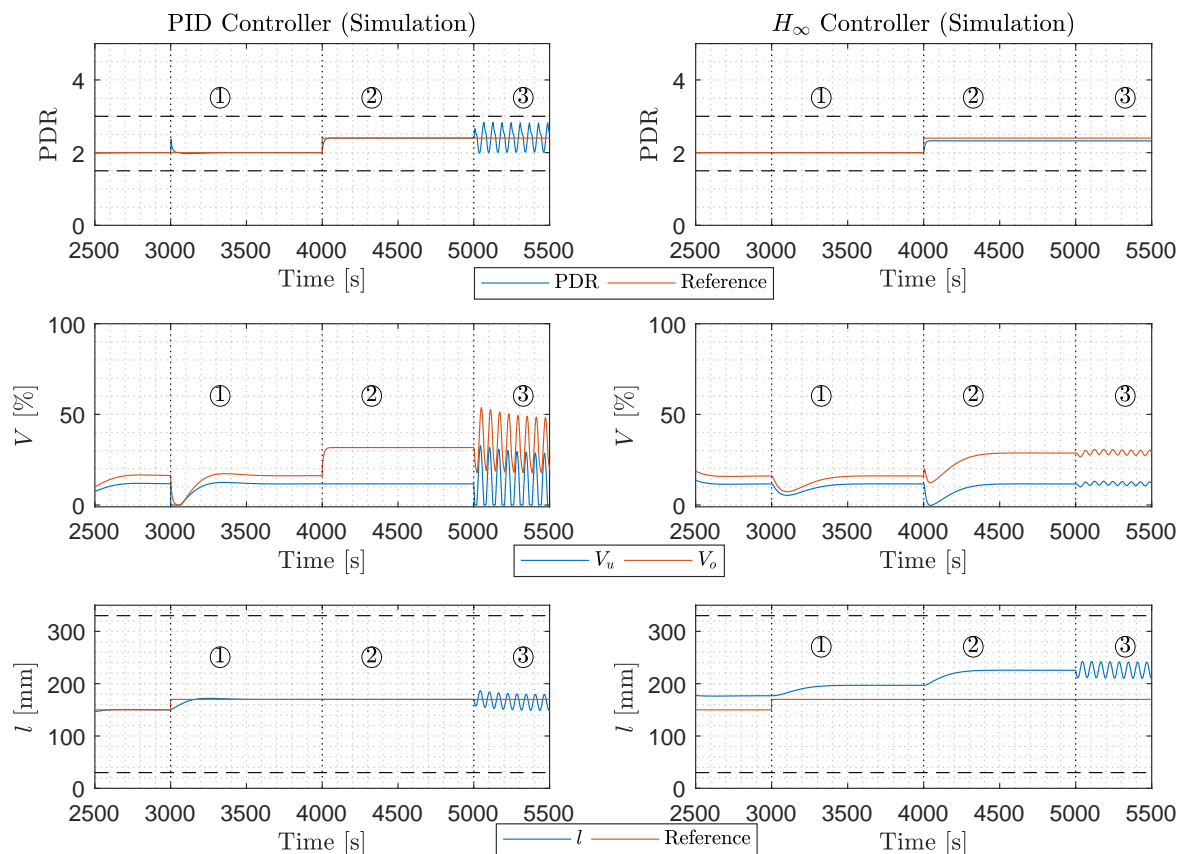 PID Controller (Simulation)
H∞ Controller (Simulation)
PDR
4
2
0
① ② ③
2500 3000 3500 4000 4500 5000 5500
Time [s]
PDR
4
2
0
① ② ③
2500 3000 3500 4000 4500 5000 5500
Time [s]
PDR Reference
V [%]
100
50
0
① ② ③
2500 3000 3500 4000 4500 5000 5500
Time [s]
V [%]
100
50
0
① ② ③
2500 3000 3500 4000 4500 5000 5500
Time [s]
Vu Vo
l [mm]
300
200
100
0
① ② ③
2500 3000 3500 4000 4500 5000 5500
Time [s]
l [mm]
300
200
100
0
① ② ③
2500 3000 3500 4000 4500 5000 5500
Time [s]
l Reference